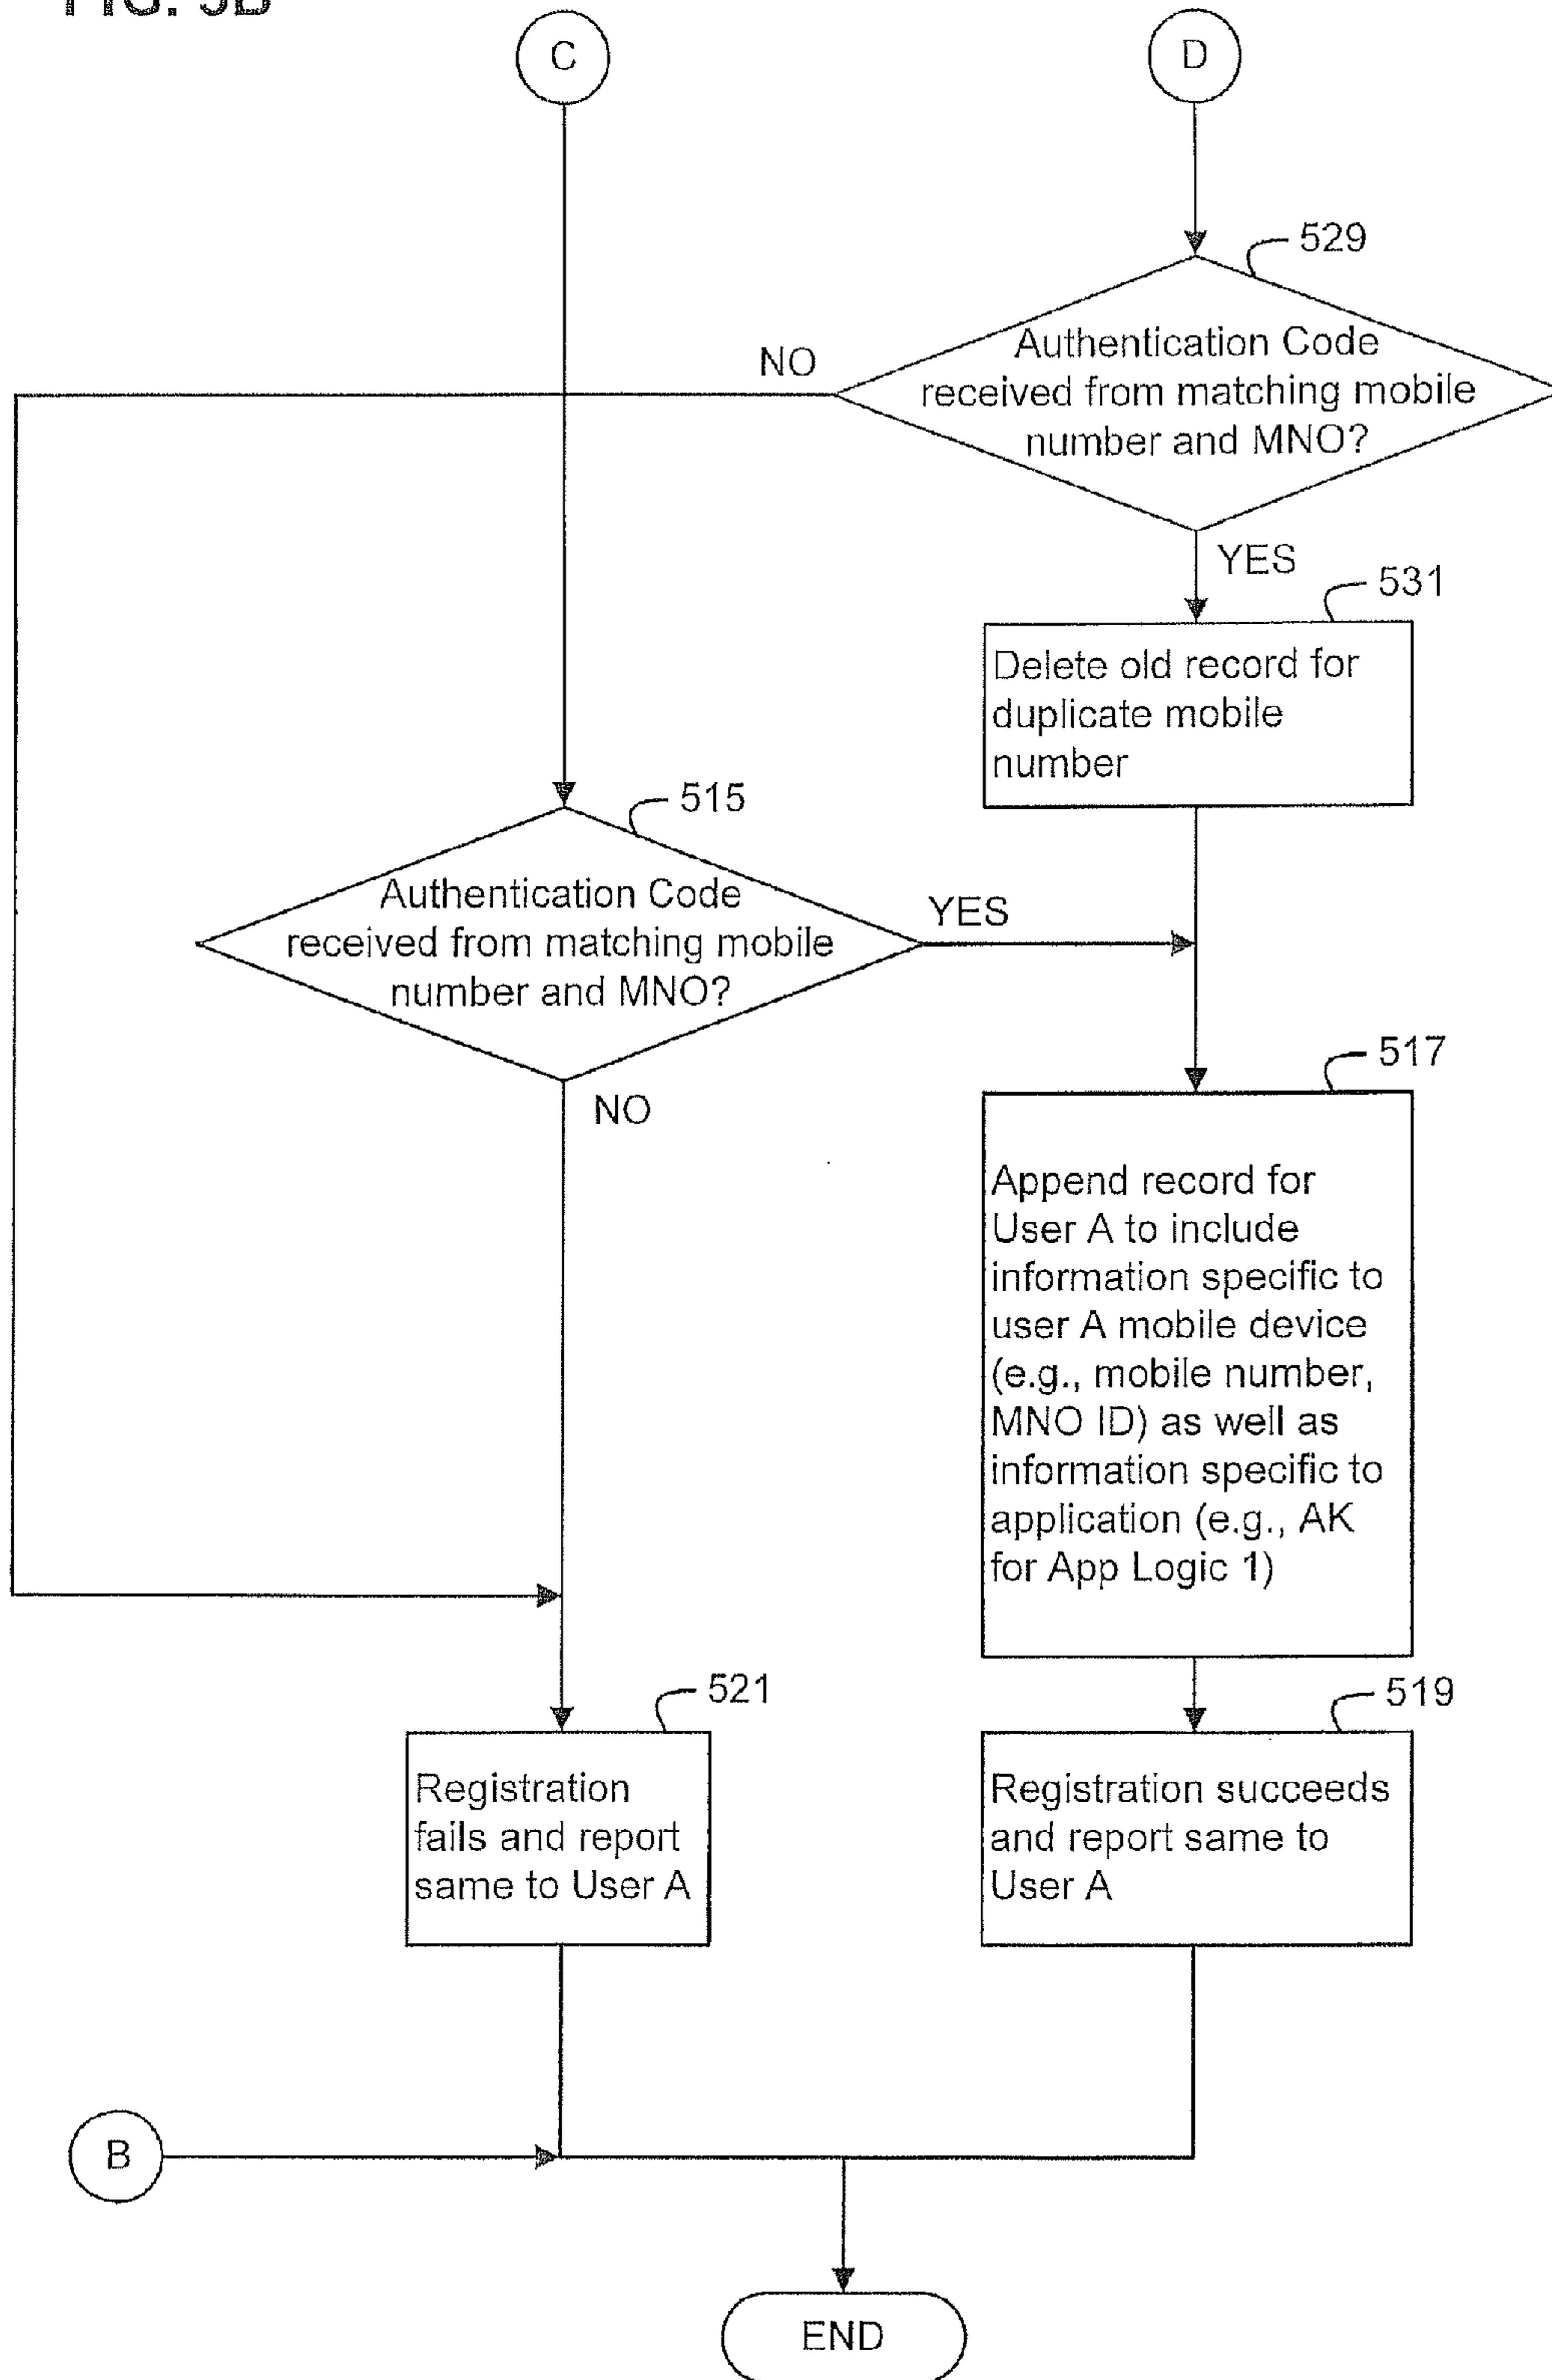 FIG. 5B
C
D
529
NO
Authentication Code
received from matching mobile
number and MNO?
YES
531
Delete old record for
duplicate mobile
number
515
Authentication Code
received from matching mobile
number and MNO?
YES
NO
517
Append record for
User A to include
information specific to
user A mobile device
(e.g., mobile number,
MNO ID) as well as
information specific to
application (e.g., AK
for App Logic 1)
521
Registration
fails and report
same to User A
519
Registration succeeds
and report same to
User A
B
END